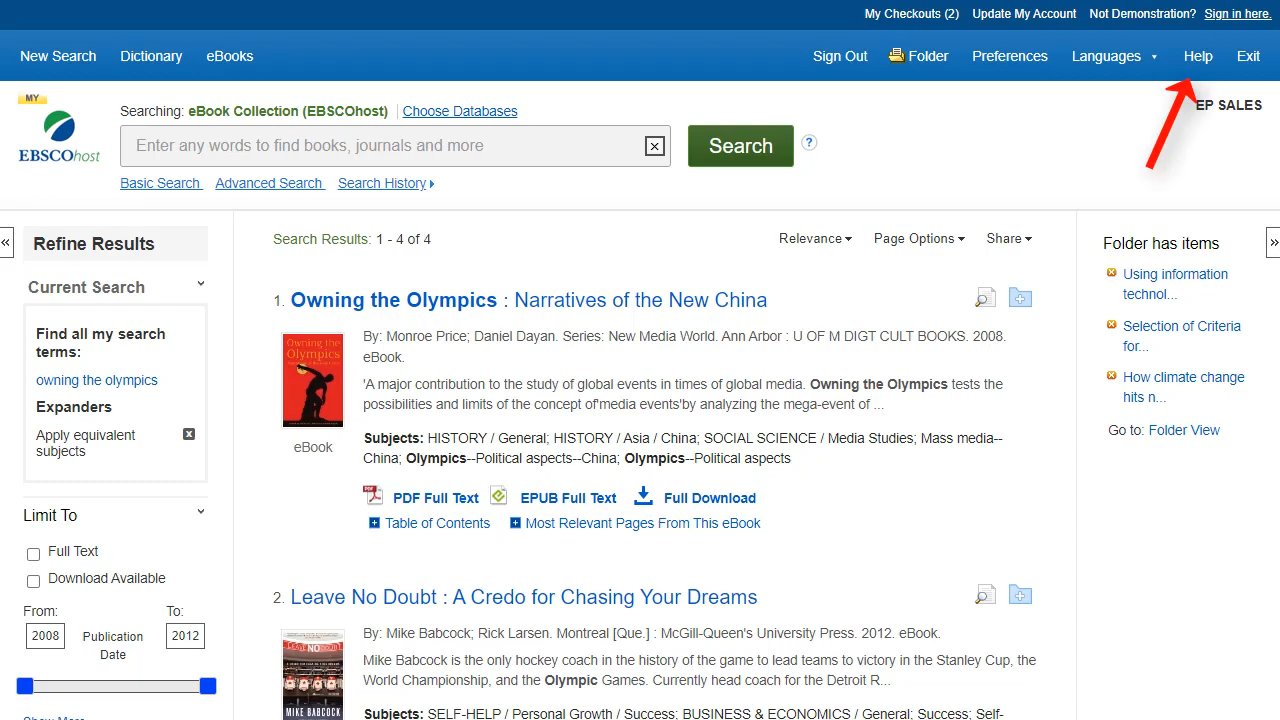 My Checkouts (2) Update My Account Not Demonstration? Sign in here.
New Search Dictionary eBooks Sign Out Folder Preferences Languages Help Exit
MY
EBSCOhost
Searching: eBook Collection (EBSCOhost) Choose Databases
EP SALES
Enter any words to find books, journals and more
Search
?
Basic Search Advanced Search Search History
Refine Results
Current Search
Find all my search
terms:
owning the olympics
Expanders
Apply equivalent
subjects
Limit To
Full Text
Download Available
From: To:
2008 Publication Date 2012
Search Results: 1 - 4 of 4 Relevance Page Options Share
1. Owning the Olympics : Narratives of the New China
Owning the
Olympics
eBook
By: Monroe Price; Daniel Dayan. Series: New Media World. Ann Arbor : U OF M DIGT CULT BOOKS. 2008.
eBook.
'A major contribution to the study of global events in times of global media. Owning the Olympics tests the
possibilities and limits of the concept of'media events'by analyzing the mega-event of ...
Subjects: HISTORY / General; HISTORY / Asia / China; SOCIAL SCIENCE / Media Studies; Mass media--
China; Olympics--Political aspects--China; Olympics--Political aspects
PDF Full Text EPUB Full Text Full Download
Table of Contents Most Relevant Pages From This eBook
2. Leave No Doubt : A Credo for Chasing Your Dreams
LEAVE NO DOUBT
MIKE BABCOCK
By: Mike Babcock; Rick Larsen. Montreal [Que.] : McGill-Queen's University Press. 2012. eBook.
Mike Babcock is the only hockey coach in the history of the game to lead teams to victory in the Stanley Cup, the
World Championship, and the Olympic Games. Currently head coach for the Detroit R...
Subjects: SELF-HELP / Personal Growth / Success; BUSINESS & ECONOMICS / General; Success; Self-
Folder has items
Using information
technol...
Selection of Criteria
for...
How climate change
hits n...
Go to: Folder View